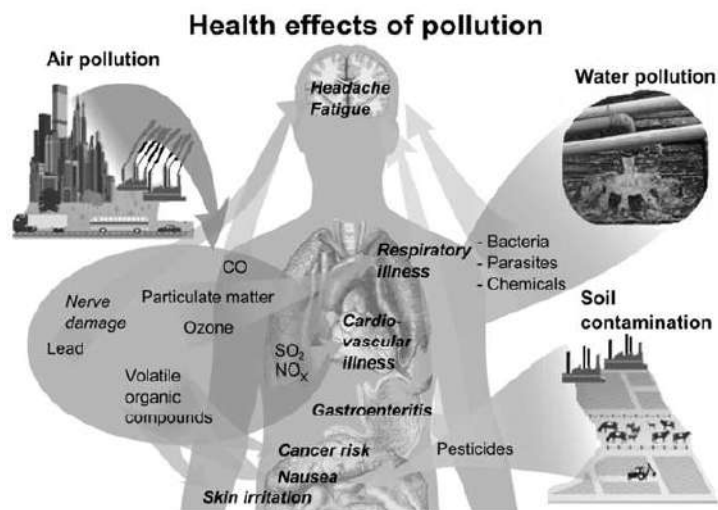 Health effects of pollution
Air pollution
Water pollution
Headache
Fatigue
CO
Particulate matter
Nerve
damage
Ozone
Lead
SO₂
NOₓ
Volatile
organic
compounds
Respiratory
illness
- Bacteria
- Parasites
- Chemicals
Soil
contamination
Cardio-
vascular
illness
Gastroenteritis
Cancer risk
Pesticides
Nausea
Skin irritation